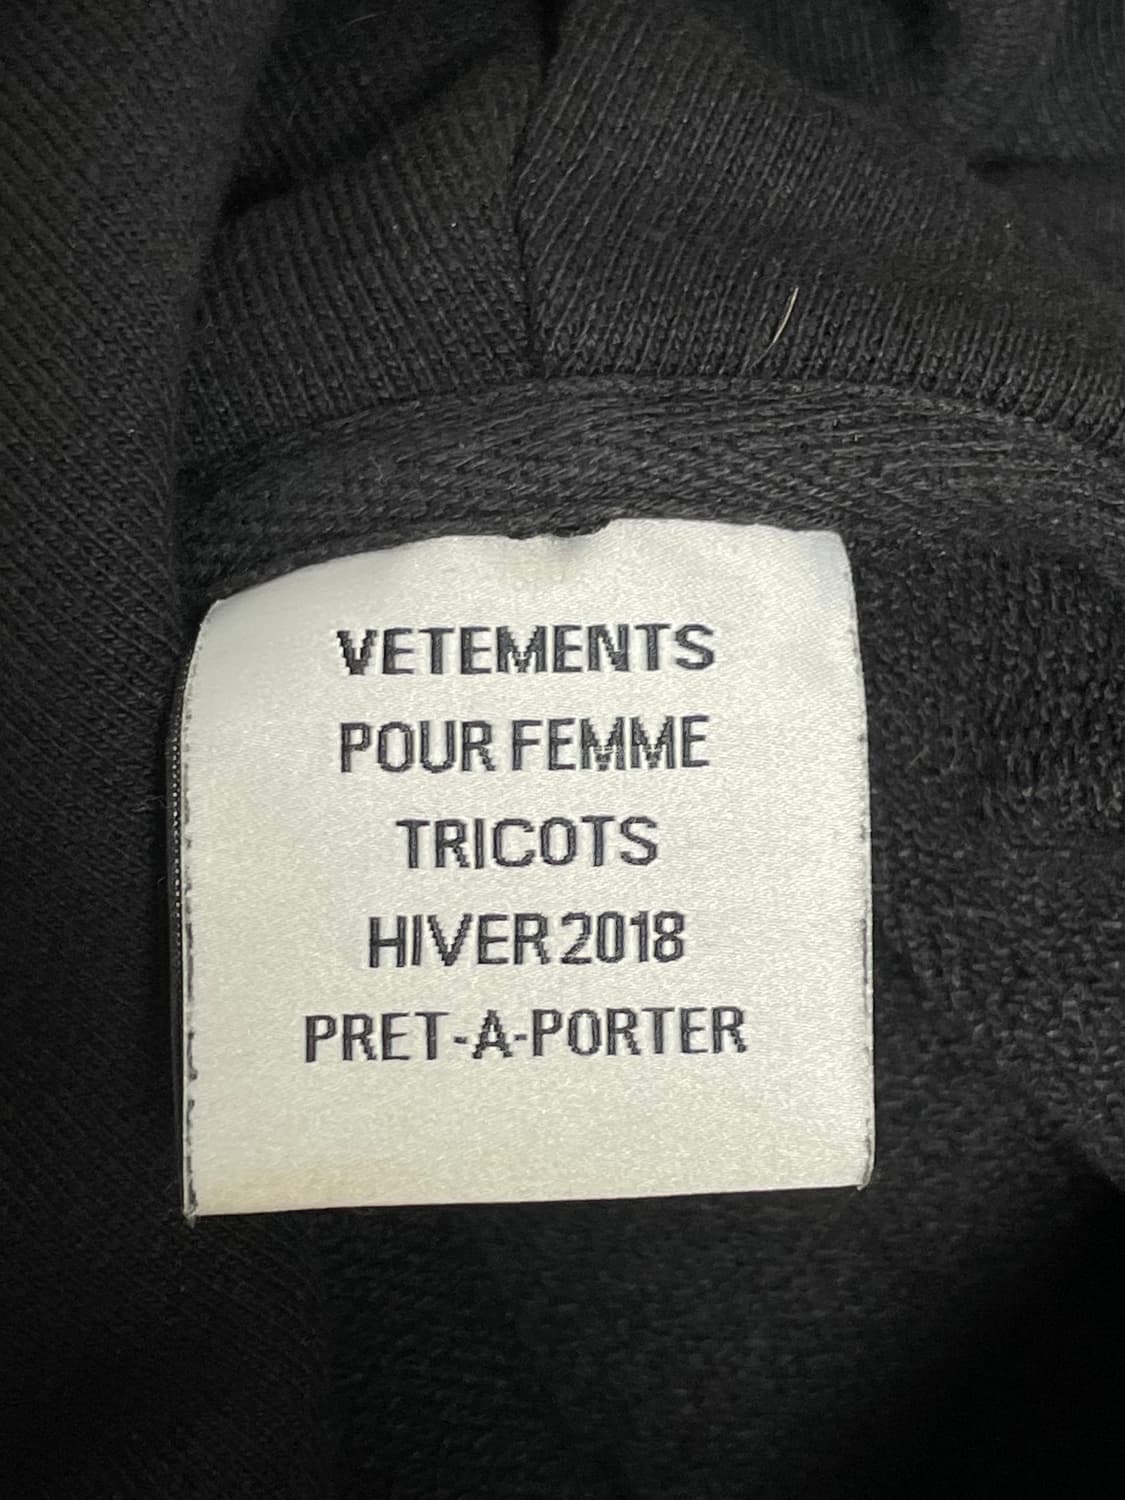 VETEMENTS
POUR FEMME
TRICOTS
HIVER 2018
PRET-A-PORTER